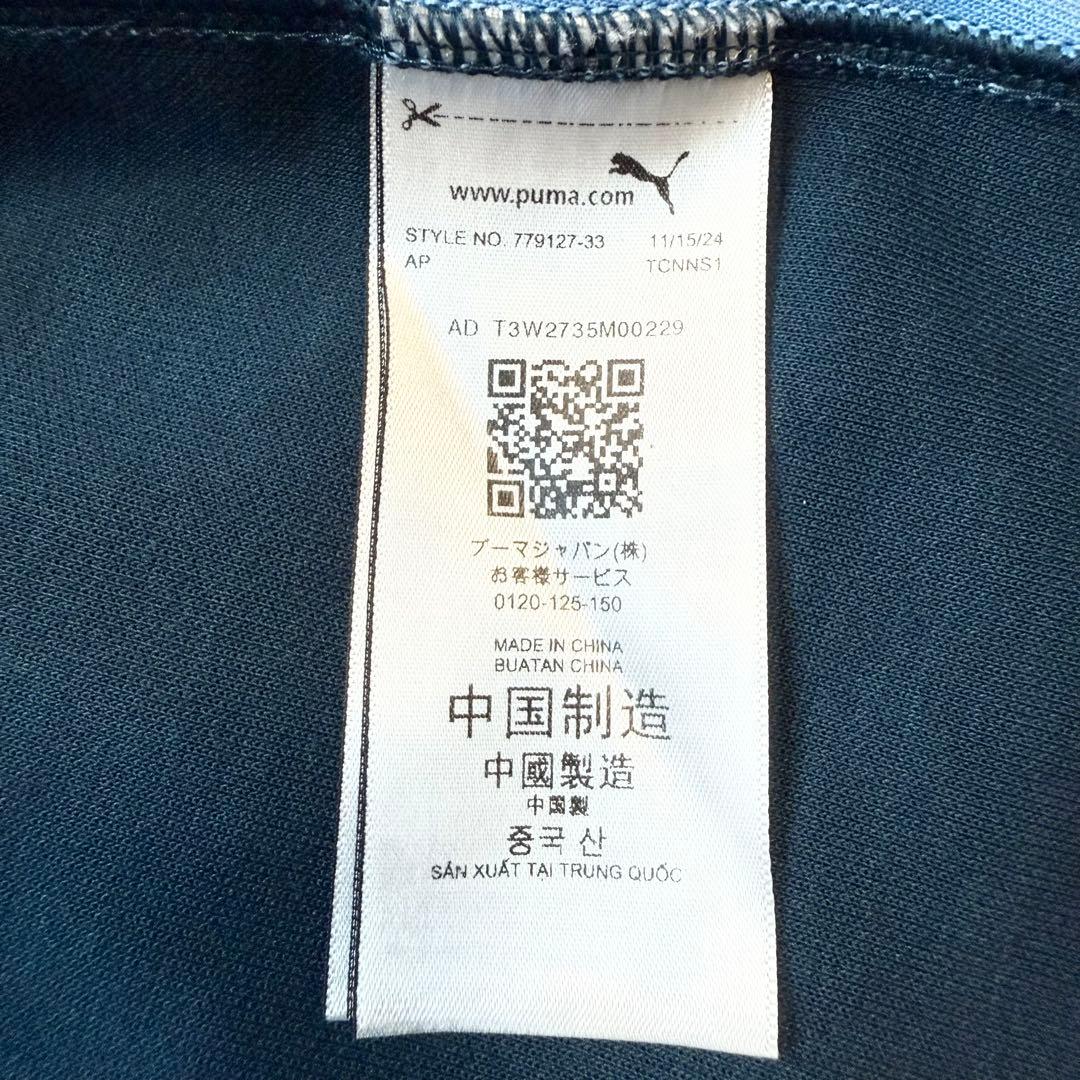 www.puma.com
STYLE NO. 779127-33 11/15/24
AP TCNNS1
AD T3W2735M00229
プーマジャパン(株)
お客様サービス
0120-125-150
MADE IN CHINA
BUATAN CHINA
中国制造
中國製造
中国製
중국 산
SẢN XUẤT TẠI TRUNG QUỐC